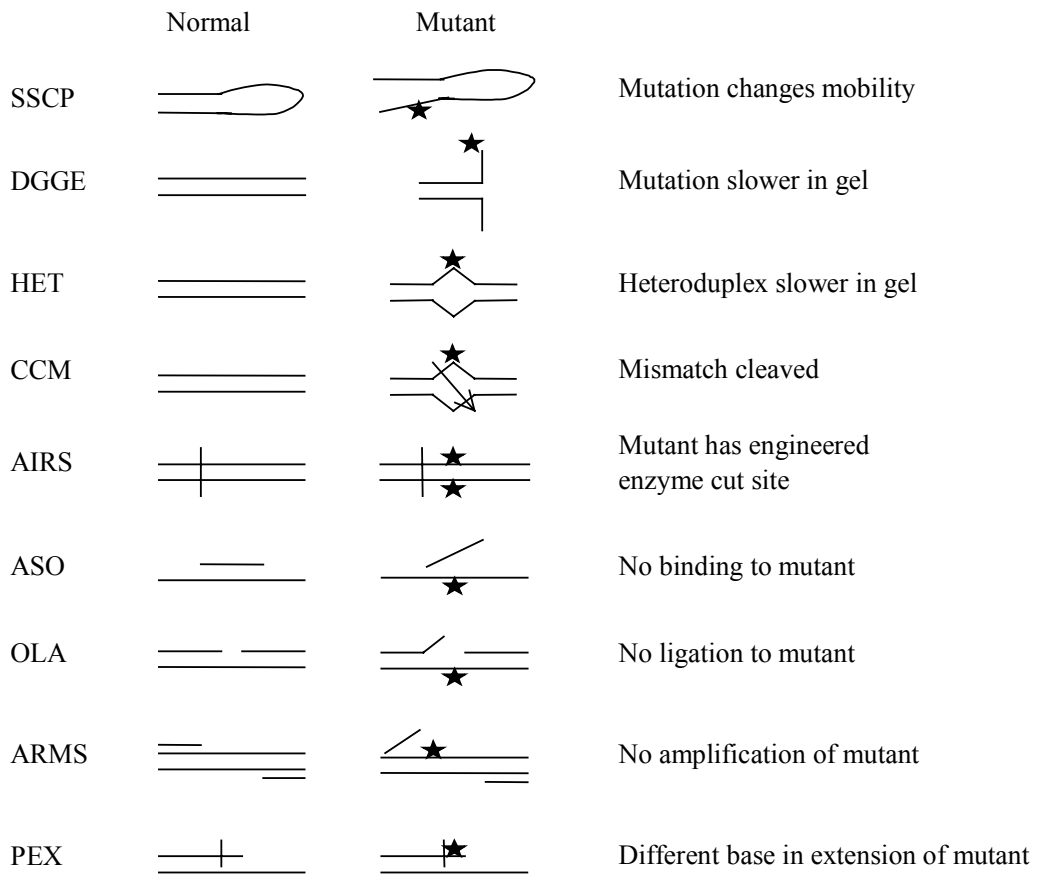 Normal Mutant
SSCP Mutation changes mobility
DGGE Mutation slower in gel
HET Heteroduplex slower in gel
CCM Mismatch cleaved
AIRS Mutant has engineered
enzyme cut site
ASO No binding to mutant
OLA No ligation to mutant
ARMS No amplification of mutant
PEX Different base in extension of mutant